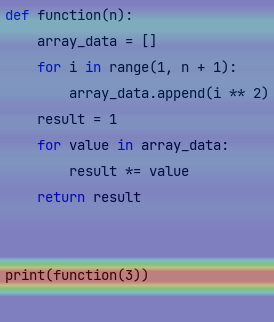 def function(n):
    array_data = []
    for i in range(1, n + 1):
        array_data.append(i ** 2)
    result = 1
    for value in array_data:
        result *= value
    return result
print(function(3))